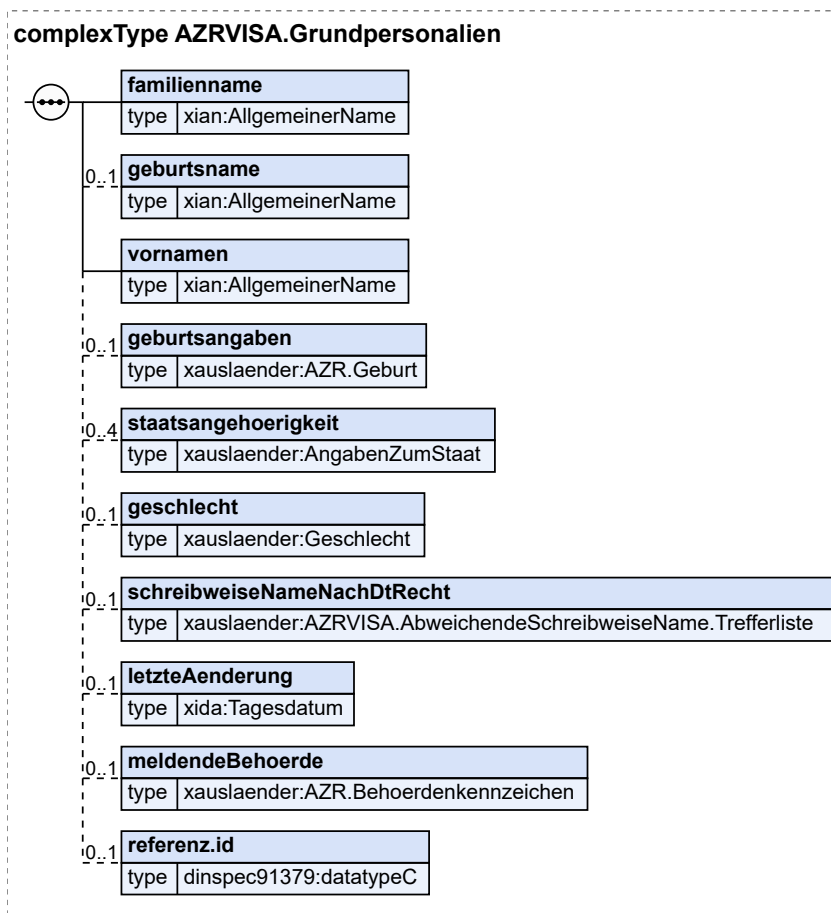 complexType AZRVISA.Grundpersonalien
familienname
type xian:AllgemeinerName
0..1 geburtsname
type xian:AllgemeinerName
vornamen
type xian:AllgemeinerName
0..1 geburtsangaben
type xauslaender:AZR.Geburt
0..4 staatsangehoerigkeit
type xauslaender:AngabenZumStaat
0..1 geschlecht
type xauslaender:Geschlecht
0..1 schreibweiseNameNachDtRecht
type xauslaender:AZRVISA.AbweichendeSchreibweiseName.Trefferliste
0..1 letzteAenderung
type xida:Tagesdatum
0..1 meldendeBehoerde
type xauslaender:AZR.Behoerdenkennzeichen
0..1 referenz.id
type dinspec91379:datatypeC